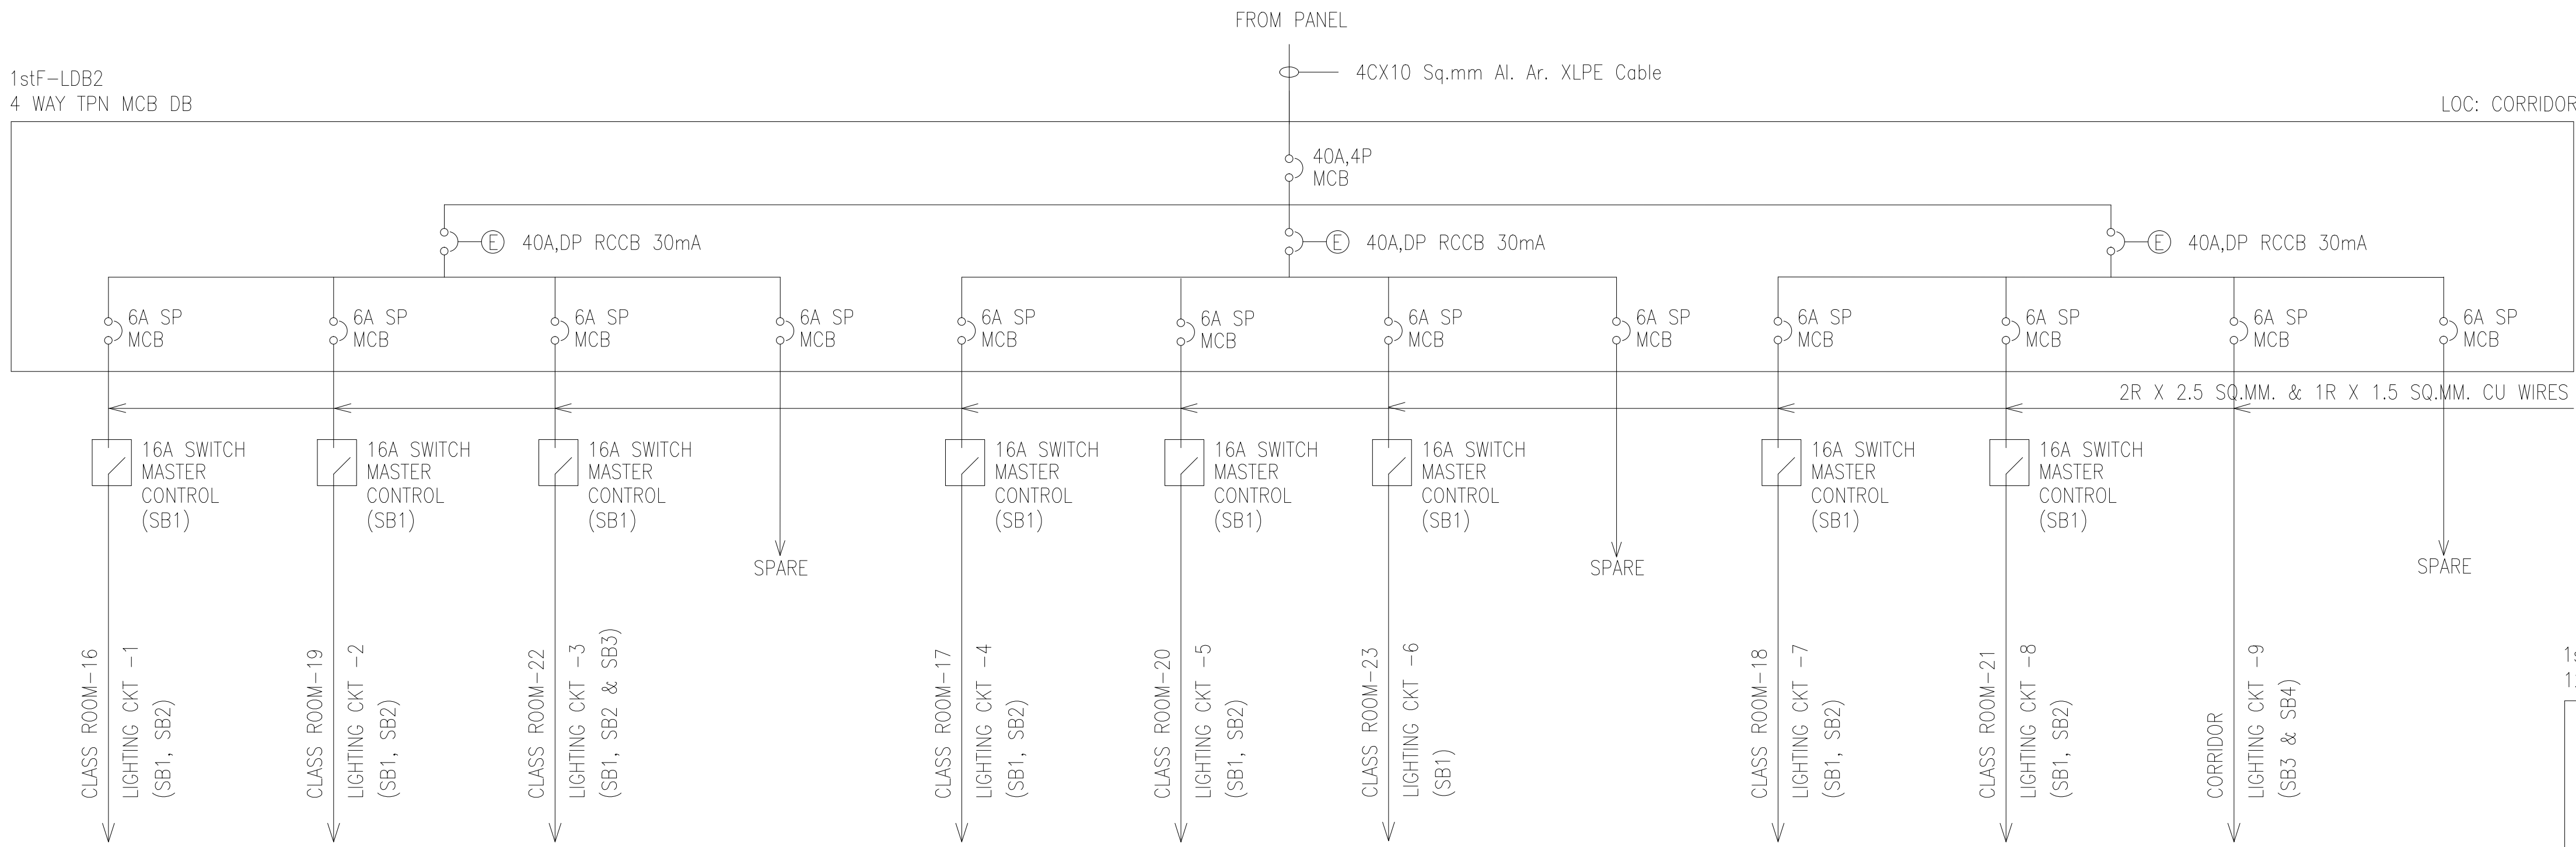 FROM PANEL
4CX10 Sq.mm Al. Ar. XLPE Cable
1stF-LDB2
4 WAY TPN MCB DB
LOC: CORRIDOR
40A,4P
MCB
E 40A,DP RCCB 30mA
E 40A,DP RCCB 30mA
E 40A,DP RCCB 30mA
6A SP
MCB
6A SP
MCB
6A SP
MCB
6A SP
MCB
6A SP
MCB
6A SP
MCB
6A SP
MCB
6A SP
MCB
6A SP
MCB
6A SP
MCB
6A SP
MCB
6A SP
MCB
2R X 2.5 SQ.MM. & 1R X 1.5 SQ.MM. CU WIRES
16A SWITCH
MASTER
CONTROL
(SB1)
16A SWITCH
MASTER
CONTROL
(SB1)
16A SWITCH
MASTER
CONTROL
(SB1)
SPARE
16A SWITCH
MASTER
CONTROL
(SB1)
16A SWITCH
MASTER
CONTROL
(SB1)
16A SWITCH
MASTER
CONTROL
(SB1)
SPARE
16A SWITCH
MASTER
CONTROL
(SB1)
16A SWITCH
MASTER
CONTROL
(SB1)
SPARE
CLASS ROOM-16
LIGHTING CKT -1
(SB1, SB2)
CLASS ROOM-19
LIGHTING CKT -2
(SB1, SB2)
CLASS ROOM-22
LIGHTING CKT -3
(SB1, SB2 & SB3)
CLASS ROOM-17
LIGHTING CKT -4
(SB1, SB2)
CLASS ROOM-20
LIGHTING CKT -5
(SB1, SB2)
CLASS ROOM-23
LIGHTING CKT -6
(SB1)
CLASS ROOM-18
LIGHTING CKT -7
(SB1, SB2)
CLASS ROOM-21
LIGHTING CKT -8
(SB1, SB2)
CORRIDOR
LIGHTING CKT -9
(SB3 & SB4)